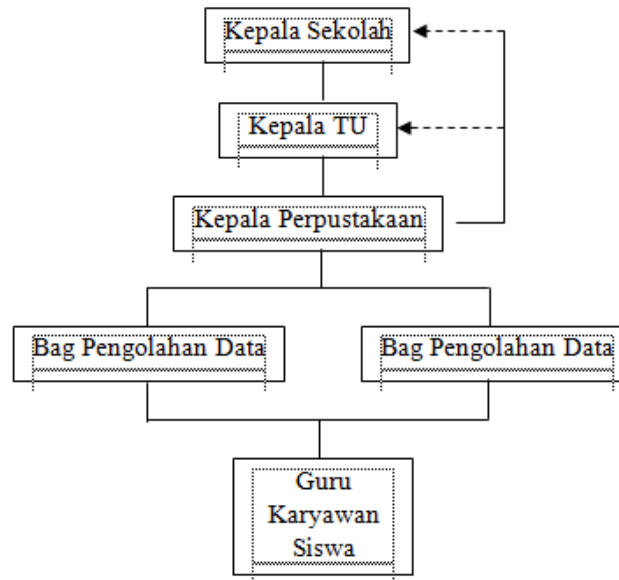 Kepala Sekolah
Kepala TU
Kepala Perpustakaan
Bag Pengolahan Data
Bag Pengolahan Data
Guru
Karyawan
Siswa